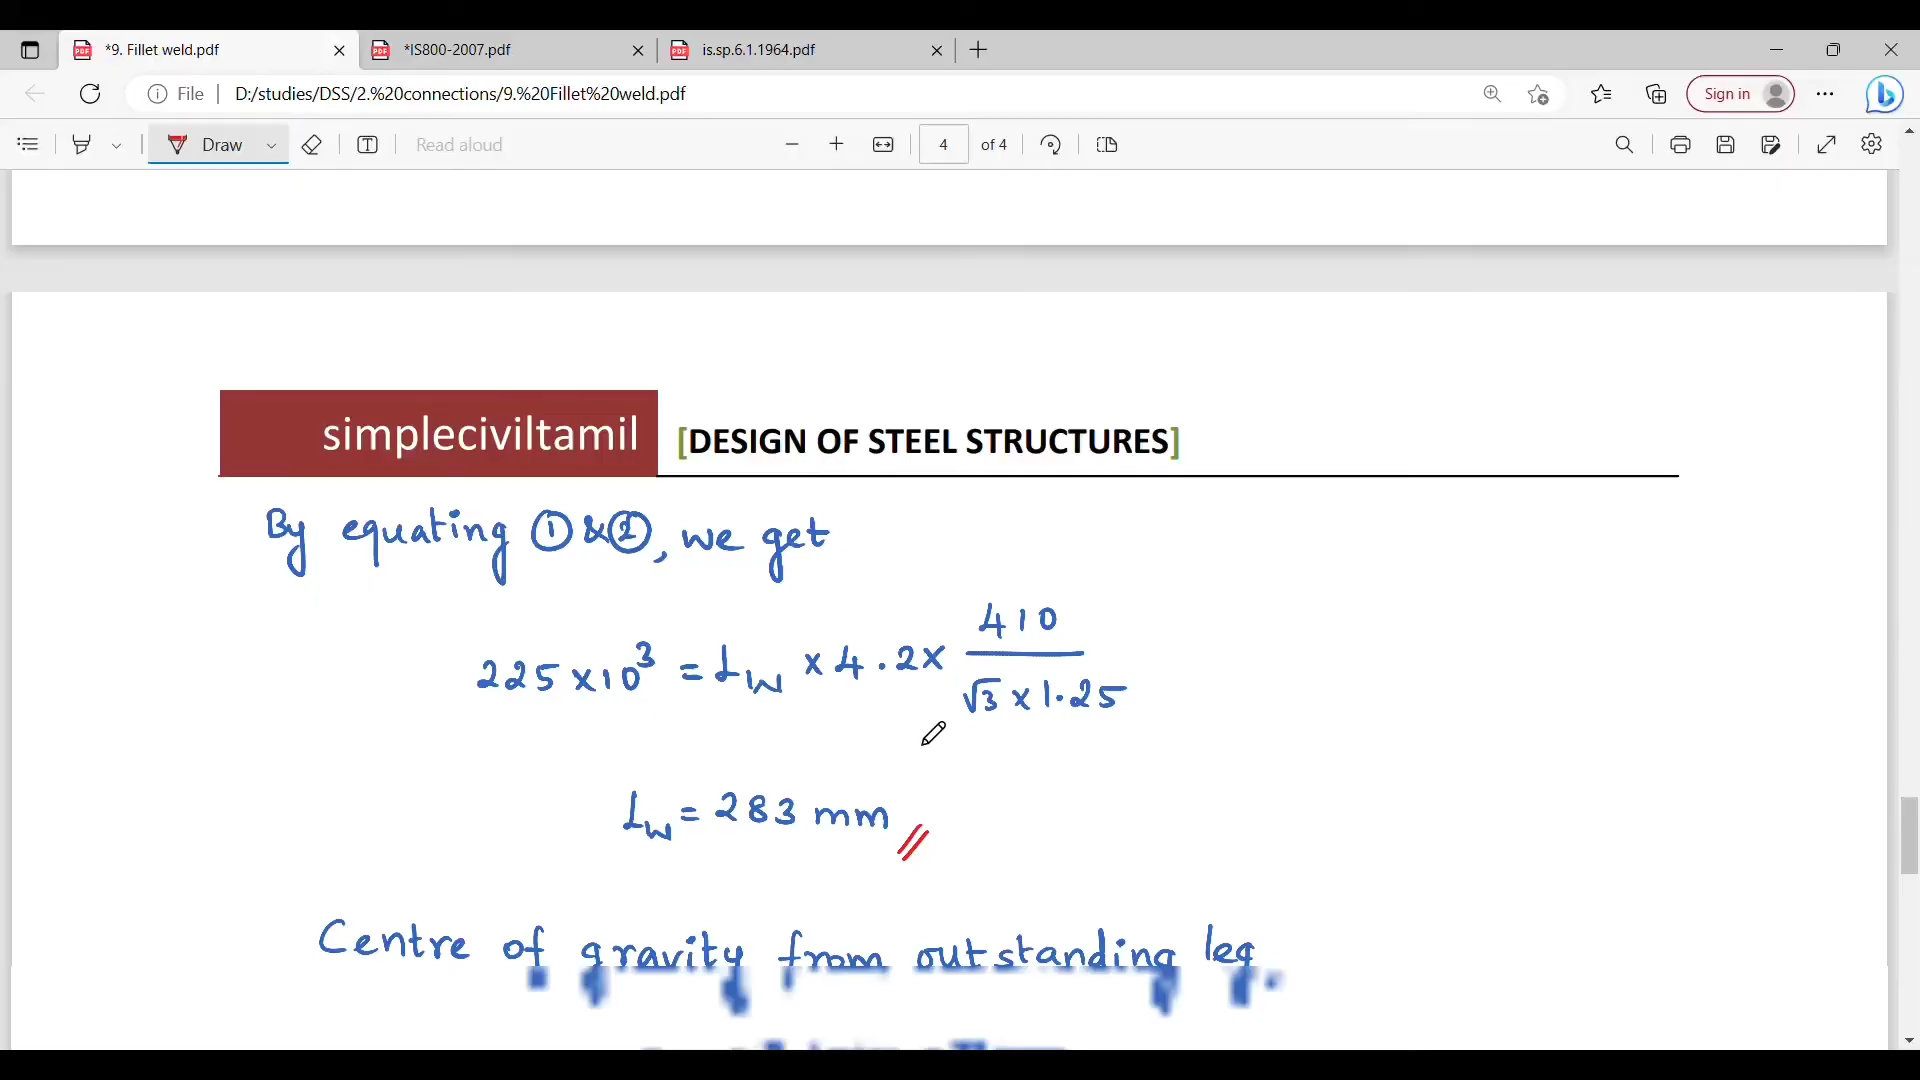 *9. Fillet weld.pdf
*IS800-2007.pdf
is.sp.6.1.1964.pdf
File
D:/studies/DSS/2.%20connections/9.%20Fillet%20weld.pdf
Sign in
Draw
Read aloud
4 of 4
simpleciviltamil [DESIGN OF STEEL STRUCTURES]
By equating ① & ②, we get
225 × 10³ = Lw × 4.2 × 410 / √3 × 1.25
Lw = 283 mm
Centre of gravity from outstanding leg.